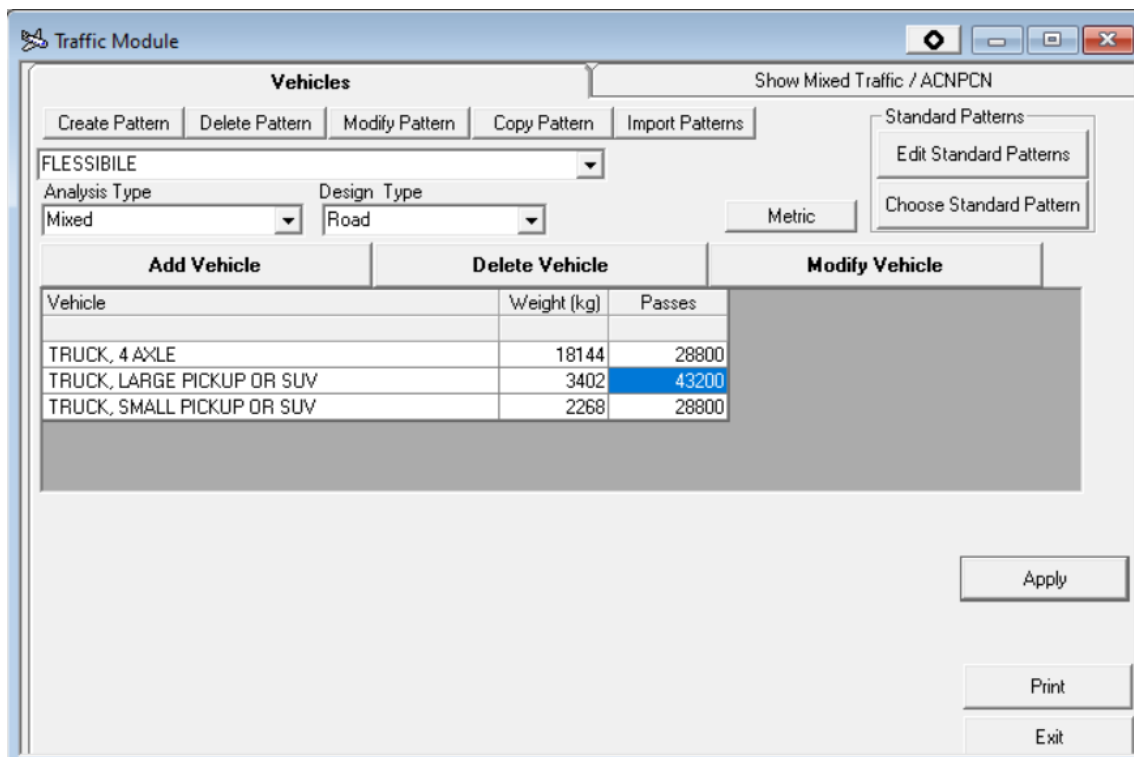 Traffic Module
Vehicles
Show Mixed Traffic / ACNPCN
Create Pattern
Delete Pattern
Modify Pattern
Copy Pattern
Import Patterns
Standard Patterns
Edit Standard Patterns
Choose Standard Pattern
FLESSIBILE
Analysis Type
Design Type
Mixed
Road
Metric
Add Vehicle
Delete Vehicle
Modify Vehicle
Vehicle Weight (kg) Passes
TRUCK, 4 AXLE 18144 28800
TRUCK, LARGE PICKUP OR SUV 3402 43200
TRUCK, SMALL PICKUP OR SUV 2268 28800
Apply
Print
Exit